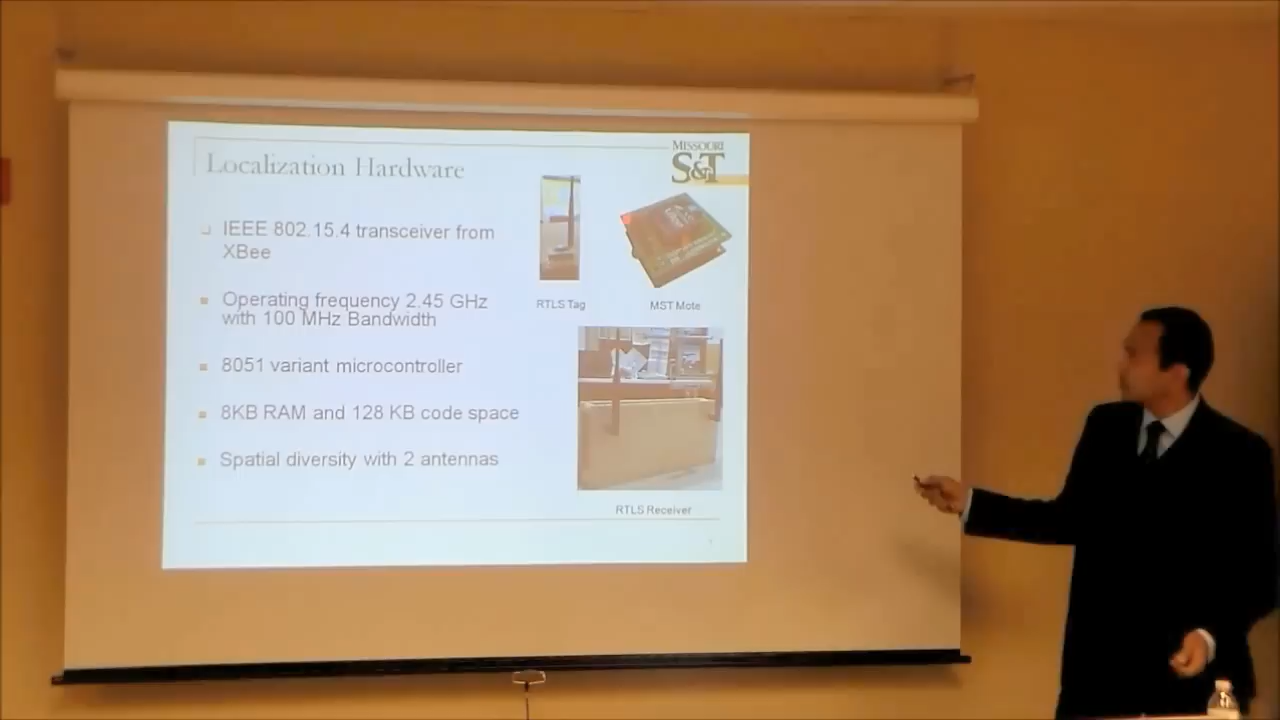 MISSOURI
S&T
Localization Hardware
IEEE 802.15.4 transceiver from
XBee
Operating frequency 2.45 GHz
with 100 MHz Bandwidth
8051 variant microcontroller
8KB RAM and 128 KB code space
Spatial diversity with 2 antennas
RTLS Tag
MST Mote
RTLS Receiver